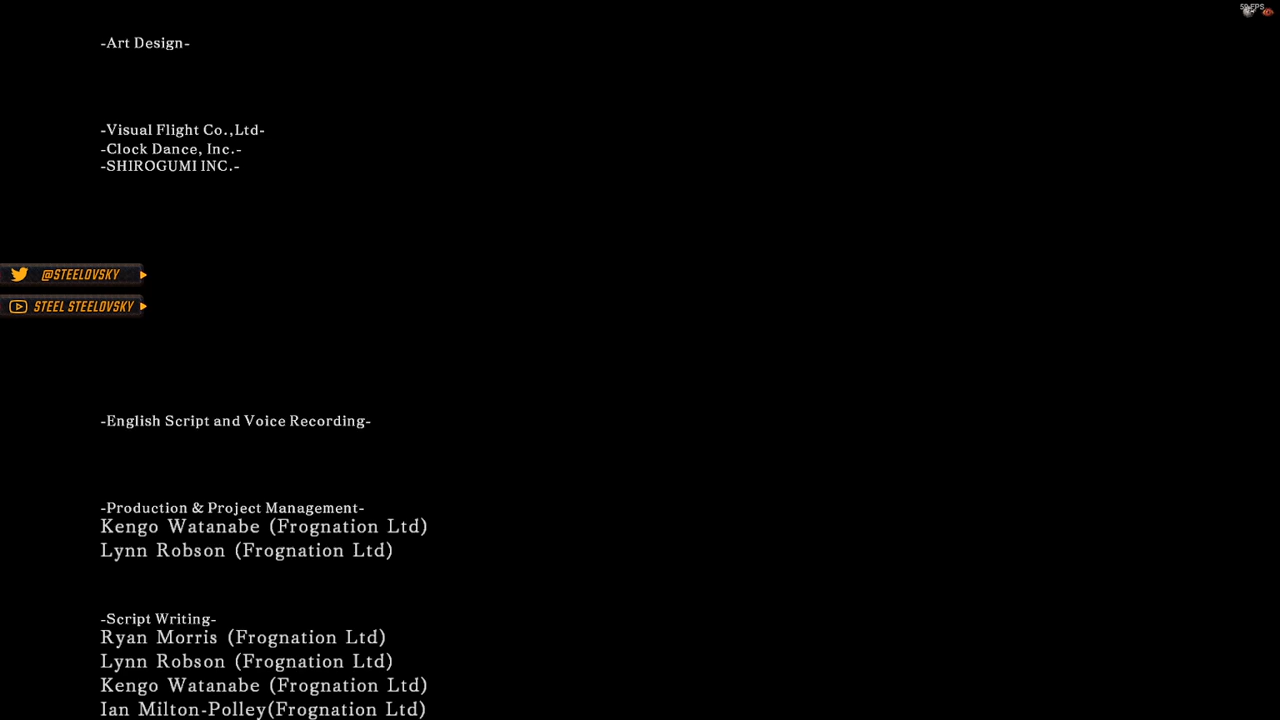 59 FPS
-Art Design-
-Visual Flight Co.,Ltd-
-Clock Dance, Inc.-
-SHIROGUMI INC.-
@STEELOVSKY
STEEL STEELOVSKY
-English Script and Voice Recording-
-Production & Project Management-
Kengo Watanabe (Frognation Ltd)
Lynn Robson (Frognation Ltd)
-Script Writing-
Ryan Morris (Frognation Ltd)
Lynn Robson (Frognation Ltd)
Kengo Watanabe (Frognation Ltd)
Ian Milton-Polley(Frognation Ltd)